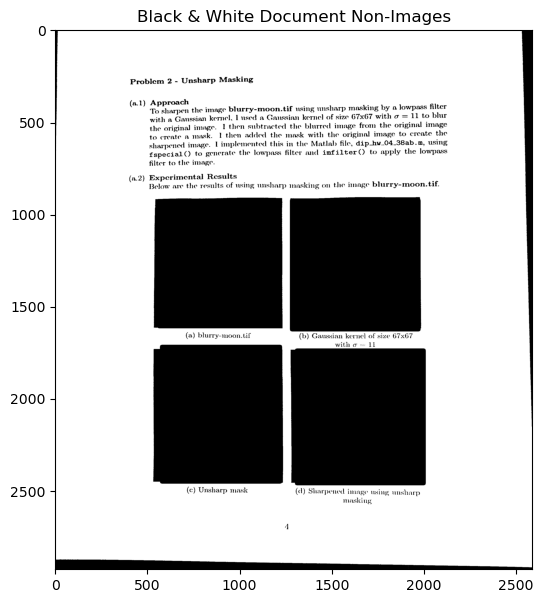 Black & White Document Non-Images
0
500
1000
1500
2000
2500
Problem 2 - Unsharp Masking
(a.1) Approach
To sharpen the image blurry-moon.tif using unsharp masking by a lowpass filter
with a Gaussian kernel, I used a Gaussian kernel of size 67x67 with σ = 11 to blur
the original image. I then subtracted the blurred image from the original image
to create a mask. I then added the mask with the original image to create the
sharpened image. I implemented this in the Matlab file, dip_hw_04_38ab.m, using
fspecial() to generate the lowpass filter and imfilter() to apply the lowpass
filter to the image.
(a.2) Experimental Results
Below are the results of using unsharp masking on the image blurry-moon.tif.
(a) blurry-moon.tif
(b) Gaussian kernel of size 67x67
with σ = 11
(c) Unsharp mask
(d) Sharpened image using unsharp
masking
4
0
500
1000
1500
2000
2500